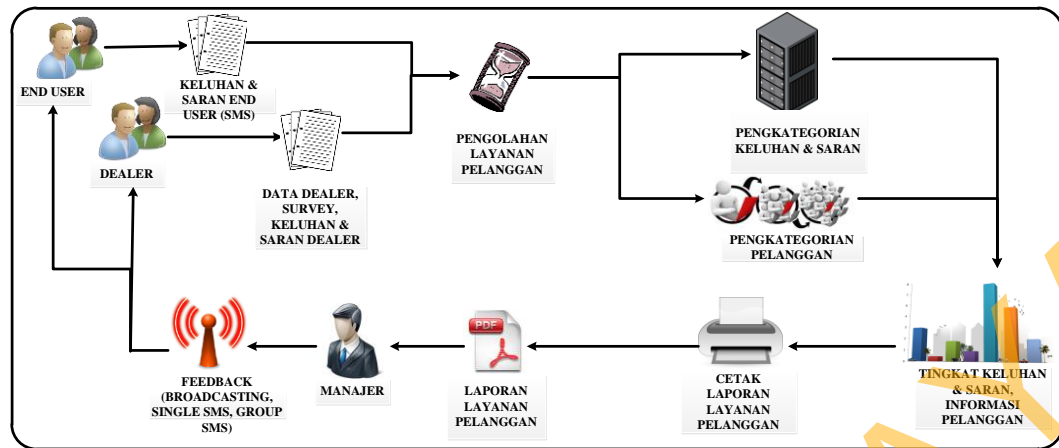 END USER
KELUHAN &
SARAN END
USER (SMS)
DEALER
DATA DEALER,
SURVEY,
KELUHAN &
SARAN DEALER
PENGOLAHAN
LAYANAN
PELANGGAN
PENGKATEGORIAN
KELUHAN & SARAN
PENGKATEGORIAN
PELANGGAN
TINGKAT KELUHAN
& SARAN,
INFORMASI
PELANGGAN
CETAK
LAPORAN
LAYANAN
PELANGGAN
PDF
LAPORAN
LAYANAN
PELANGGAN
MANAJER
FEEDBACK
(BROADCASTING,
SINGLE SMS, GROUP
SMS)